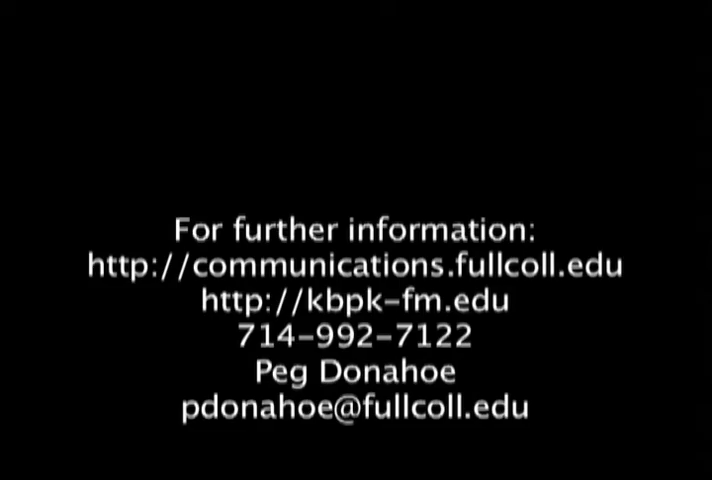 For further information:
http://communications.fullcoll.edu
http://kbpk-fm.edu
714-992-7122
Peg Donahoe
pdonahoe@fullcoll.edu